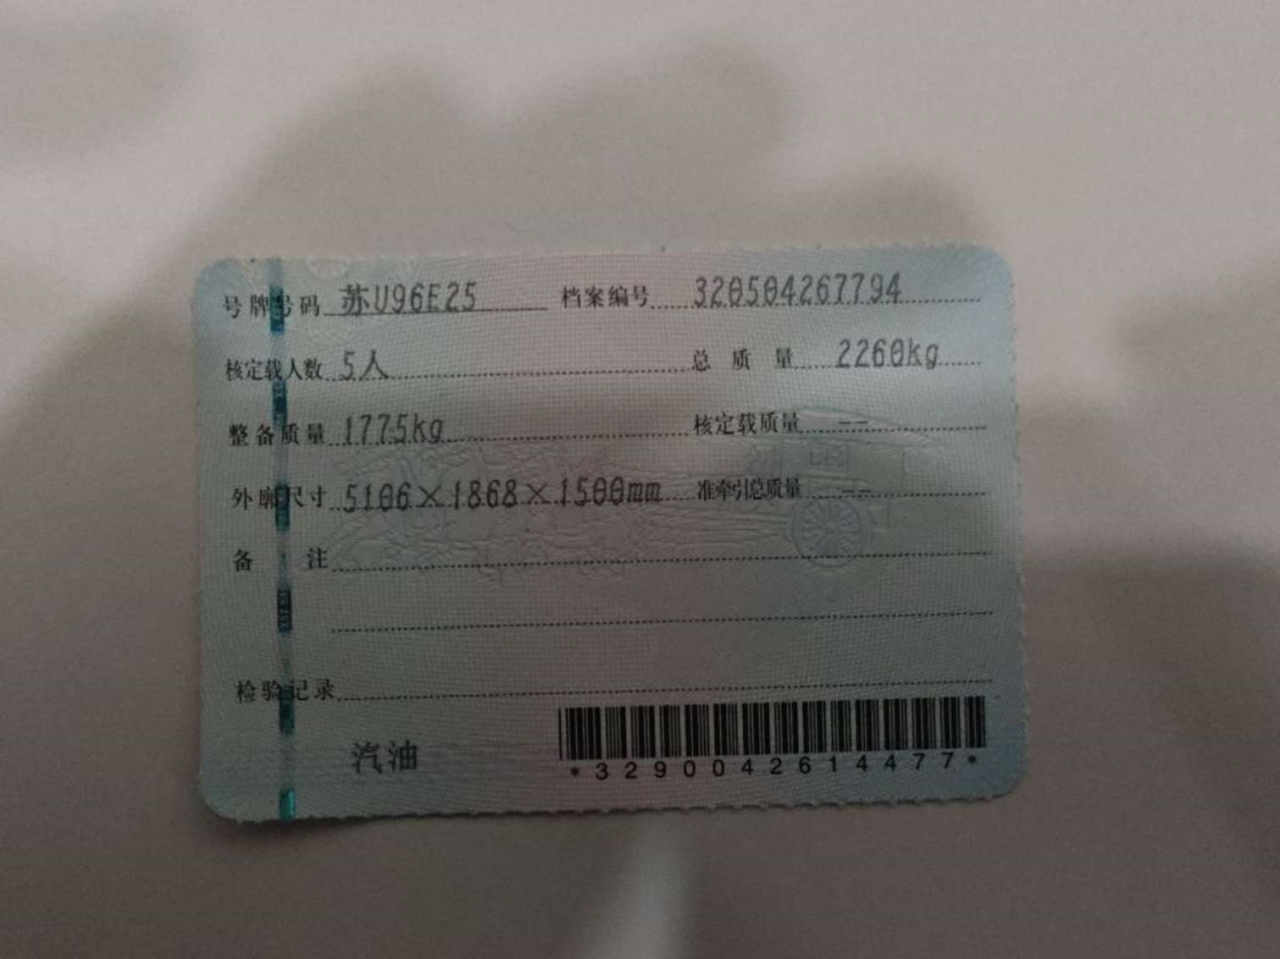 号牌号码 苏U96E25 档案编号 320504267794
核定载人数 5人 总质量 2260kg
整备质量 1775kg 核定载质量 --
外廓尺寸 5106×1868×1500mm 准牵引总质量 --
备注
检验记录
汽油
*3290042614477*